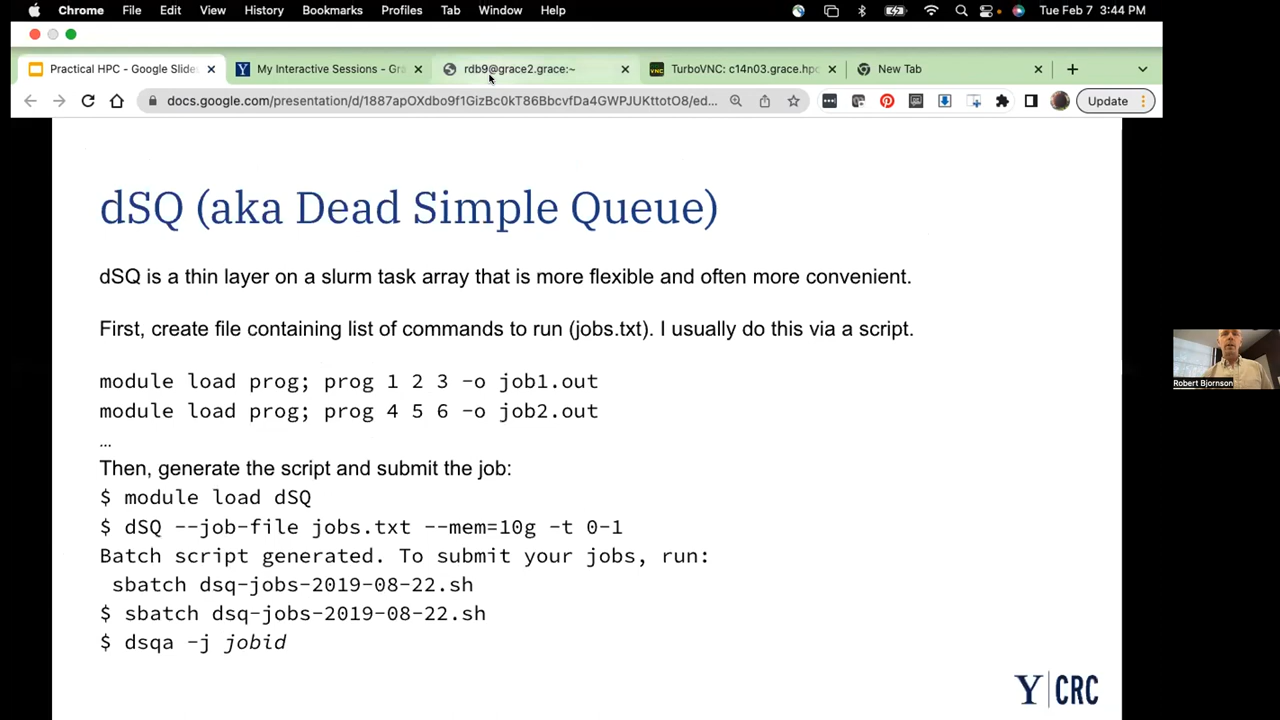 Chrome File Edit View History Bookmarks Profiles Tab Window Help Tue Feb 7 3:44 PM
Practical HPC - Google Slide
My Interactive Sessions - Gr
rdb9@grace2.grace:~
TurboVNC: c14n03.grace.hpc
New Tab
docs.google.com/presentation/d/1887apOXdbo9f1GizBc0kT86BbcvfDa4GWPJUKttotO8/ed... Update
dSQ (aka Dead Simple Queue)
dSQ is a thin layer on a slurm task array that is more flexible and often more convenient.
First, create file containing list of commands to run (jobs.txt). I usually do this via a script.
module load prog; prog 1 2 3 -o job1.out
module load prog; prog 4 5 6 -o job2.out
…
Then, generate the script and submit the job:
$ module load dSQ
$ dSQ --job-file jobs.txt --mem=10g -t 0-1
Batch script generated. To submit your jobs, run:
sbatch dsq-jobs-2019-08-22.sh
$ sbatch dsq-jobs-2019-08-22.sh
$ dsqa -j jobid
Robert Bjornson
Y CRC